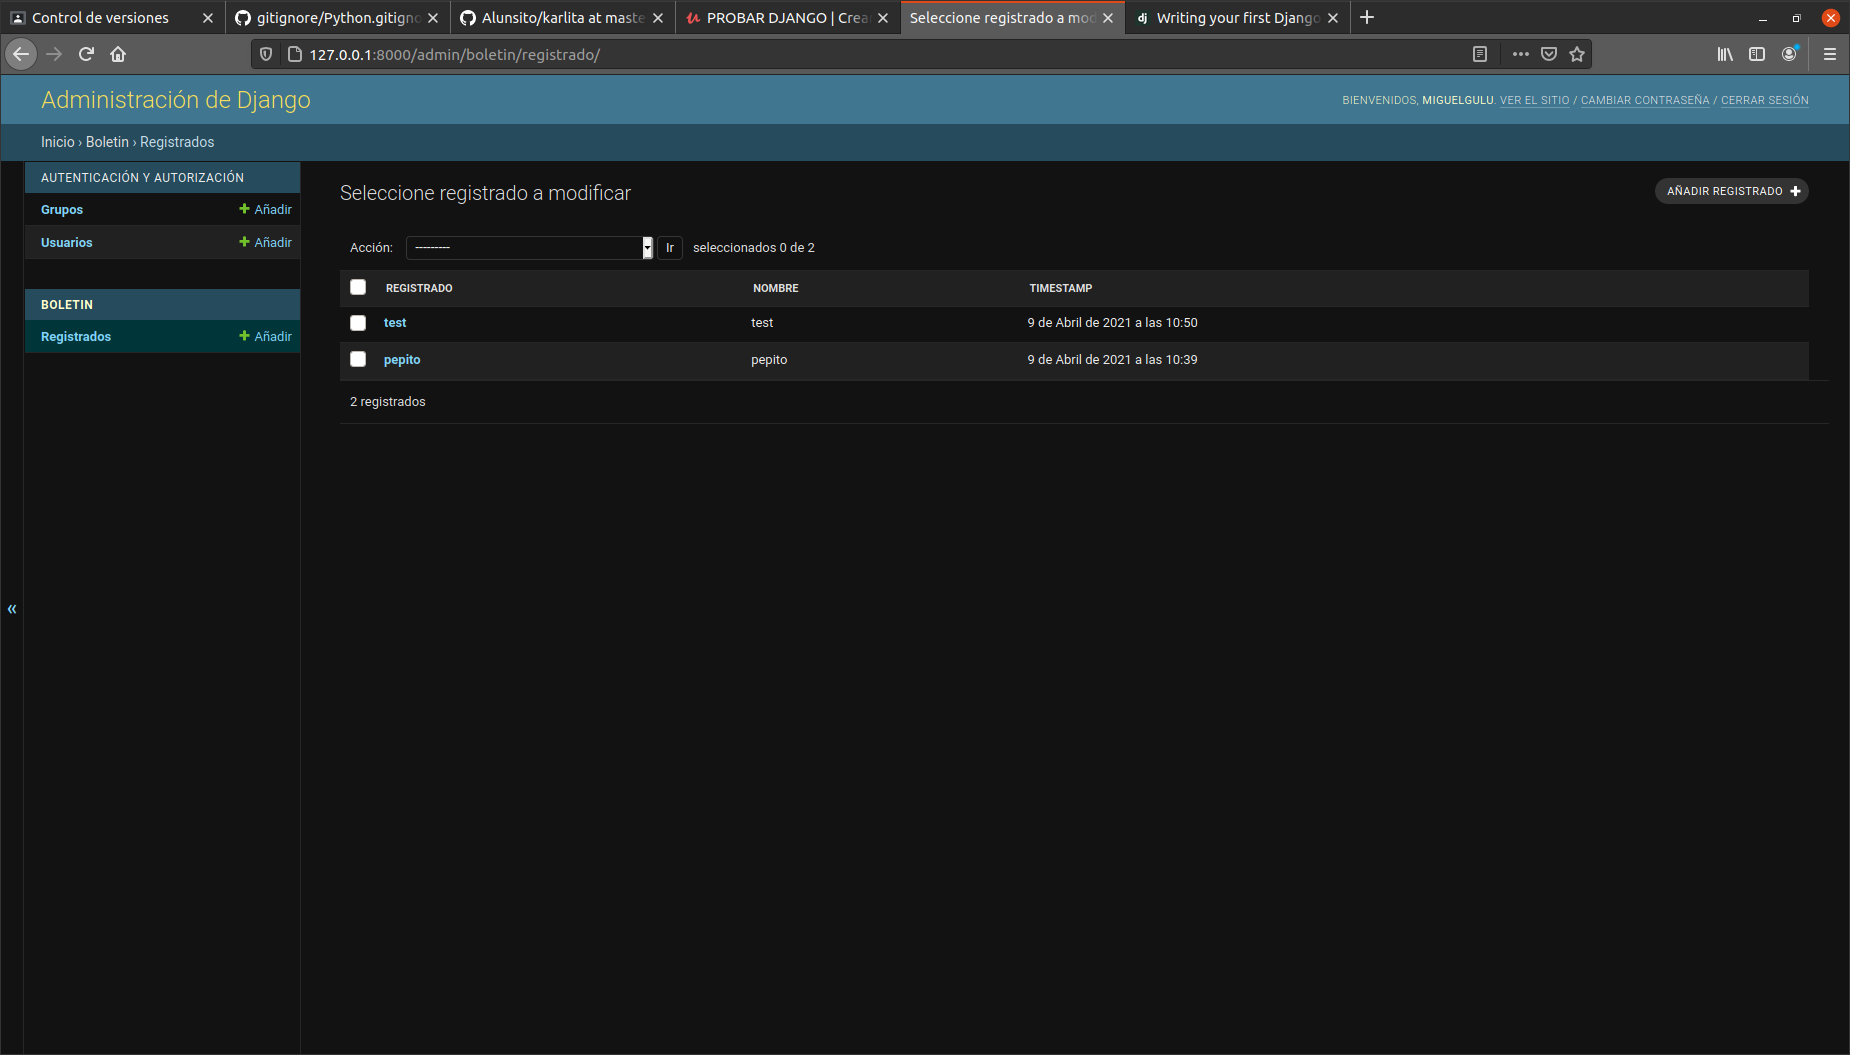 Control de versiones
gitignore/Python.gitigno
Alunsito/karlita at maste
PROBAR DJANGO | Crea
Seleccione registrado a mod
Writing your first Django
127.0.0.1:8000/admin/boletin/registrado/
Administración de Django
BIENVENIDOS, MIGUELGULU. VER EL SITIO / CAMBIAR CONTRASEÑA / CERRAR SESIÓN
Inicio › Boletin › Registrados
AUTENTICACIÓN Y AUTORIZACIÓN
Grupos
Añadir
Usuarios
Añadir
BOLETIN
Registrados
Añadir
Seleccione registrado a modificar
AÑADIR REGISTRADO
Acción:
---------
Ir
seleccionados 0 de 2
REGISTRADO NOMBRE TIMESTAMP
test test 9 de Abril de 2021 a las 10:50
pepito pepito 9 de Abril de 2021 a las 10:39
2 registrados
«